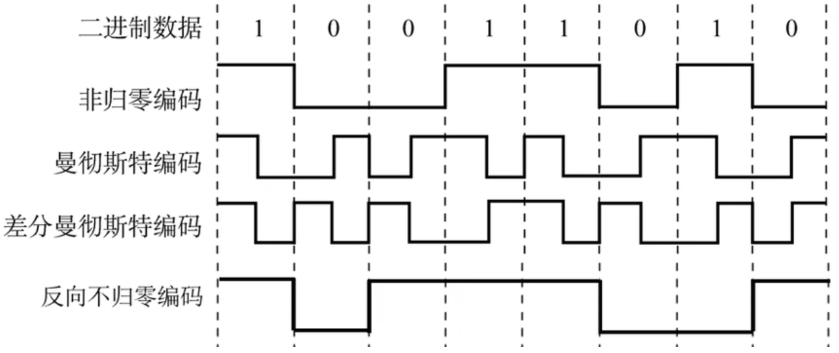 二进制数据 1 0 0 1 1 0 1 0
非归零编码
曼彻斯特编码
差分曼彻斯特编码
反向不归零编码